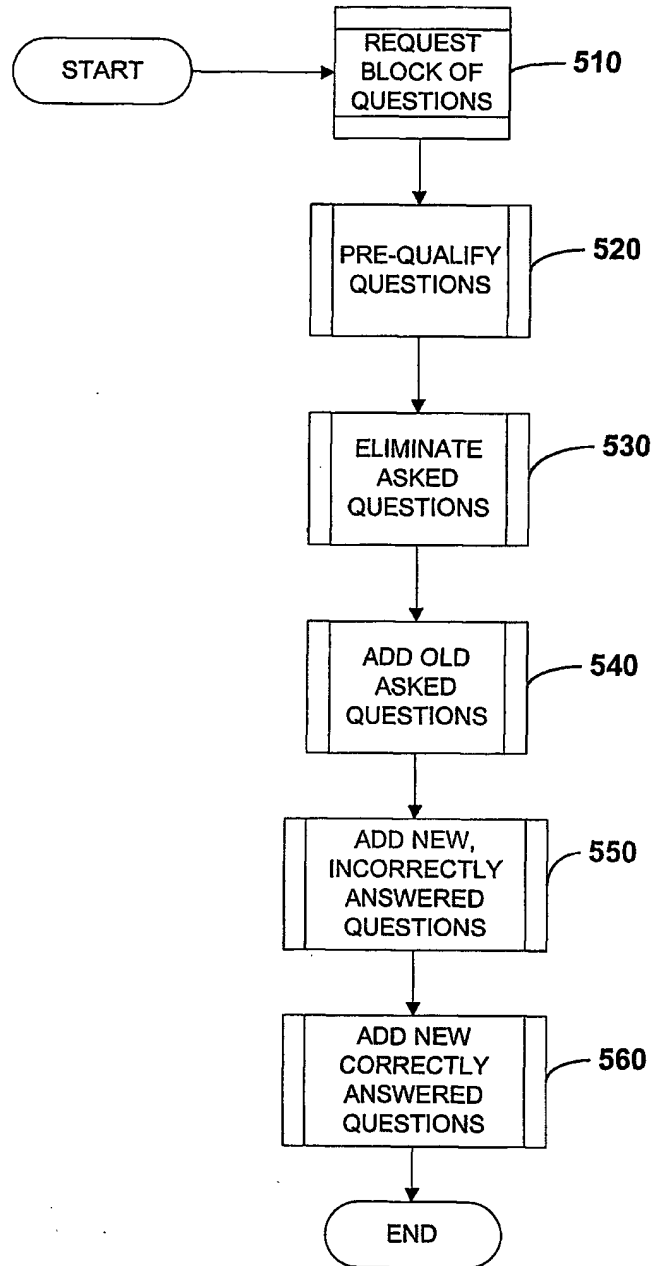 START
REQUEST
BLOCK OF
QUESTIONS
510
PRE-QUALIFY
QUESTIONS
520
ELIMINATE
ASKED
QUESTIONS
530
ADD OLD
ASKED
QUESTIONS
540
ADD NEW,
INCORRECTLY
ANSWERED
QUESTIONS
550
ADD NEW
CORRECTLY
ANSWERED
QUESTIONS
560
END